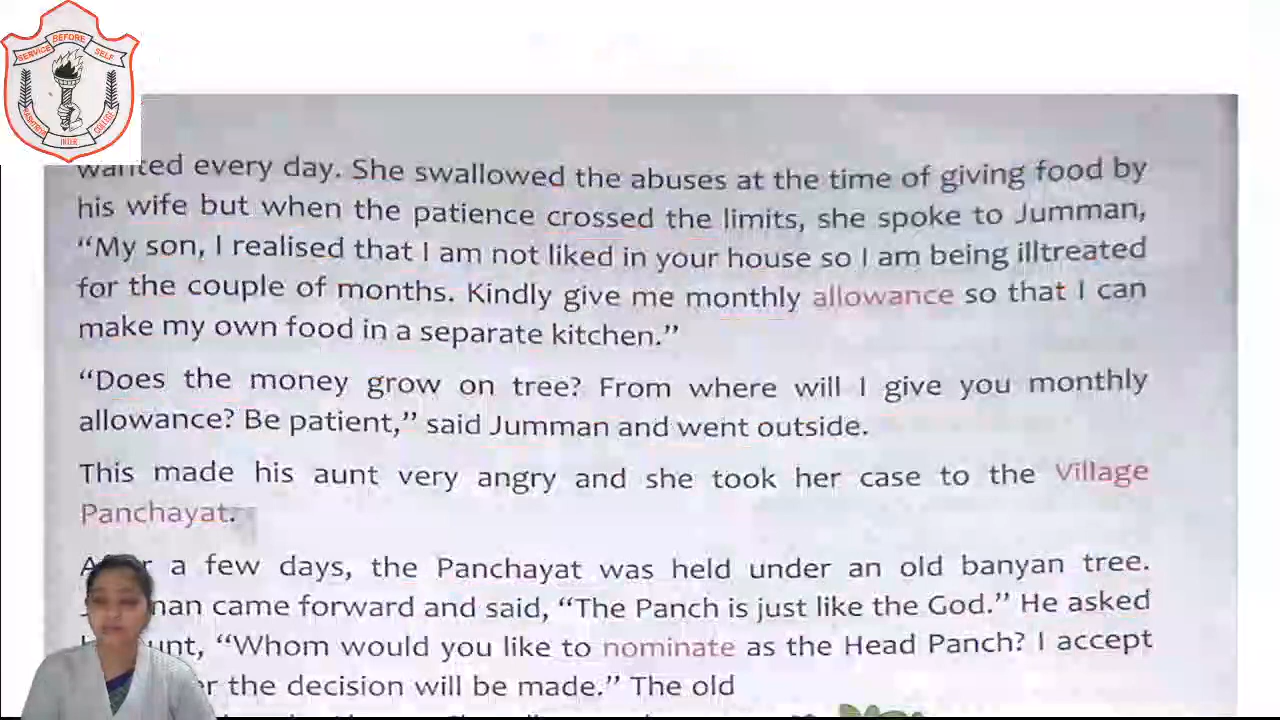 SERVICE BEFORE SELF
INTER COLLEGE
wanted every day. She swallowed the abuses at the time of giving food by
his wife but when the patience crossed the limits, she spoke to Jumman,
“My son, I realised that I am not liked in your house so I am being illtreated
for the couple of months. Kindly give me monthly allowance so that I can
make my own food in a separate kitchen.”
“Does the money grow on tree? From where will I give you monthly
allowance? Be patient,” said Jumman and went outside.
This made his aunt very angry and she took her case to the Village
Panchayat.
a few days, the Panchayat was held under an old banyan tree.
came forward and said, “The Panch is just like the God.” He asked
“Whom would you like to nominate as the Head Panch? I accept
the decision will be made.” The old